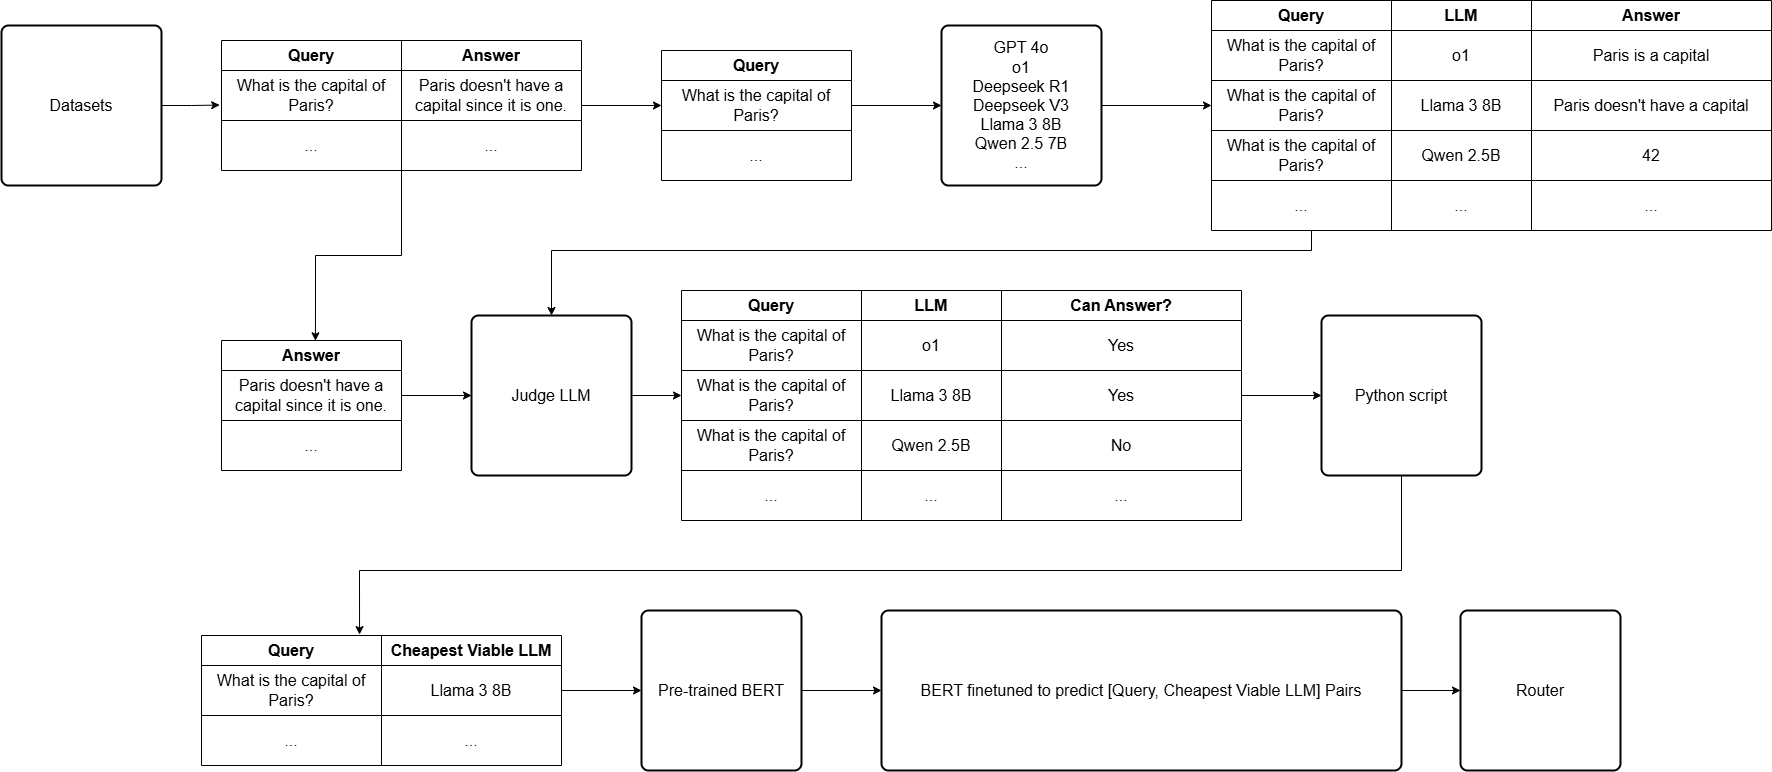 Datasets
Query
Answer
What is the capital of
Paris?
Paris doesn't have a
capital since it is one.
...
...
Query
What is the capital of
Paris?
...
GPT 4o
o1
Deepseek R1
Deepseek V3
Llama 3 8B
Qwen 2.5 7B
...
Query
LLM
Answer
What is the capital of
Paris?
o1
Paris is a capital
What is the capital of
Paris?
Llama 3 8B
Paris doesn't have a capital
What is the capital of
Paris?
Qwen 2.5B
42
...
...
...
Answer
Paris doesn't have a
capital since it is one.
...
Judge LLM
Query
LLM
Can Answer?
What is the capital of
Paris?
o1
Yes
What is the capital of
Paris?
Llama 3 8B
Yes
What is the capital of
Paris?
Qwen 2.5B
No
...
...
...
Python script
Query
Cheapest Viable LLM
What is the capital of
Paris?
Llama 3 8B
...
...
Pre-trained BERT
BERT finetuned to predict [Query, Cheapest Viable LLM] Pairs
Router